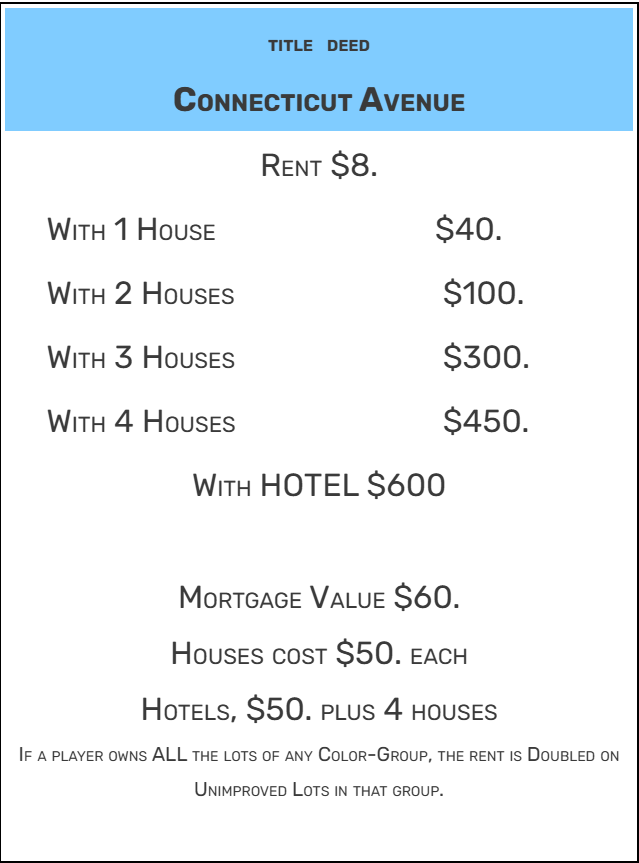 TITLE DEED
Connecticut Avenue
Rent $8.
With 1 House $40.
With 2 Houses $100.
With 3 Houses $300.
With 4 Houses $450.
With HOTEL $600
Mortgage Value $60.
Houses cost $50. each
Hotels, $50. plus 4 houses
If a player owns ALL the lots of any Color-Group, the rent is Doubled on
Unimproved Lots in that group.